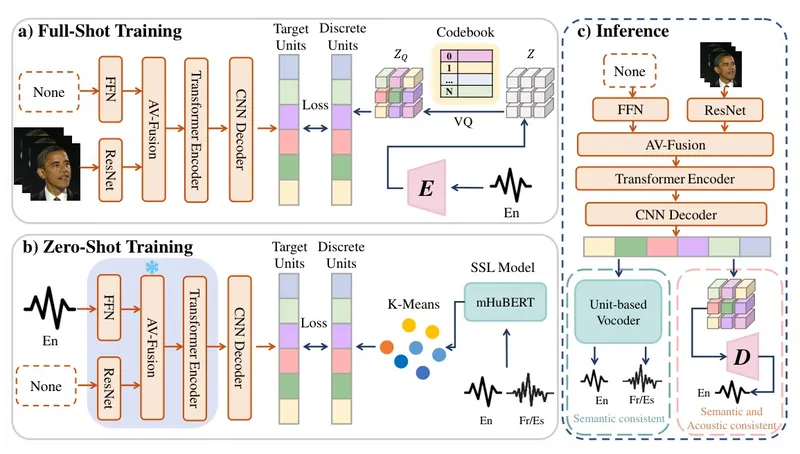 a) Full-Shot Training
None
FFN
ResNet
AV-Fusion
Transformer Encoder
CNN Decoder
Target
Units
Discrete
Units
Loss
Z_Q
Codebook
0
1
...
N
Z
VQ
E
En
b) Zero-Shot Training
En
None
FFN
ResNet
AV-Fusion
Transformer Encoder
CNN Decoder
Target
Units
Discrete
Units
Loss
K-Means
SSL Model
mHuBERT
En
Fr/Es
c) Inference
None
FFN
ResNet
AV-Fusion
Transformer Encoder
CNN Decoder
Unit-based
Vocoder
En
Fr/Es
Semantic consistent
D
En
Semantic and
Acoustic consistent